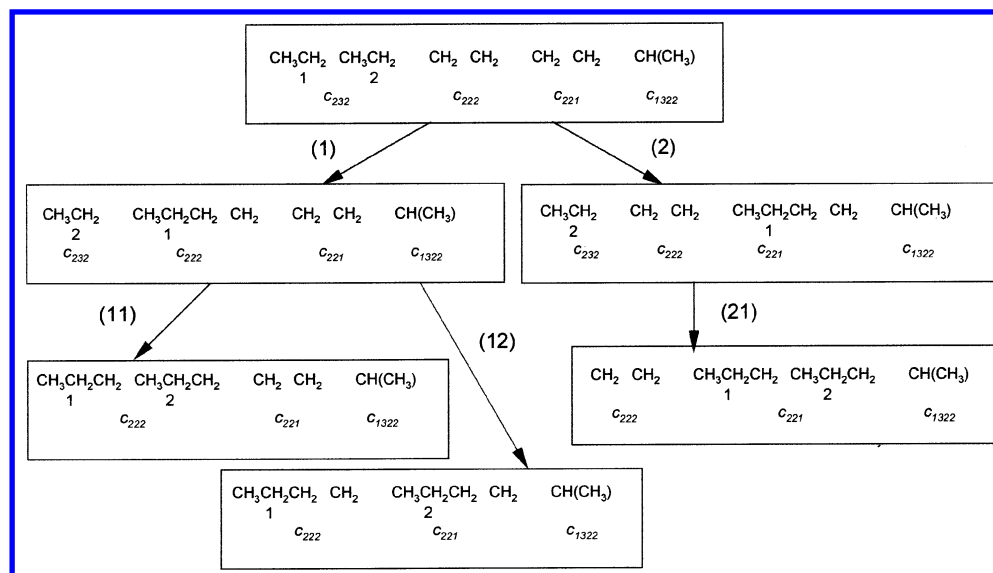 CH₃CH₂ CH₃CH₂ CH₂ CH₂ CH₂ CH₂ CH(CH₃)
1 2
c₂₃₂ c₂₂₂ c₂₂₁ c₁₃₂₂
(1) (2)
CH₃CH₂ CH₃CH₂CH₂ CH₂ CH₂ CH₂ CH(CH₃)
2 1
c₂₃₂ c₂₂₂ c₂₂₁ c₁₃₂₂
CH₃CH₂ CH₂ CH₂ CH₃CH₂CH₂ CH₂ CH(CH₃)
2 1
c₂₃₂ c₂₂₂ c₂₂₁ c₁₃₂₂
(11) (12) (21)
CH₃CH₂CH₂ CH₃CH₂CH₂ CH₂ CH₂ CH(CH₃)
1 2
c₂₂₂ c₂₂₁ c₁₃₂₂
CH₂ CH₂ CH₃CH₂CH₂ CH₃CH₂CH₂ CH(CH₃)
1 2
c₂₂₂ c₂₂₁ c₁₃₂₂
CH₃CH₂CH₂ CH₂ CH₃CH₂CH₂ CH₂ CH(CH₃)
1 2
c₂₂₂ c₂₂₁ c₁₃₂₂